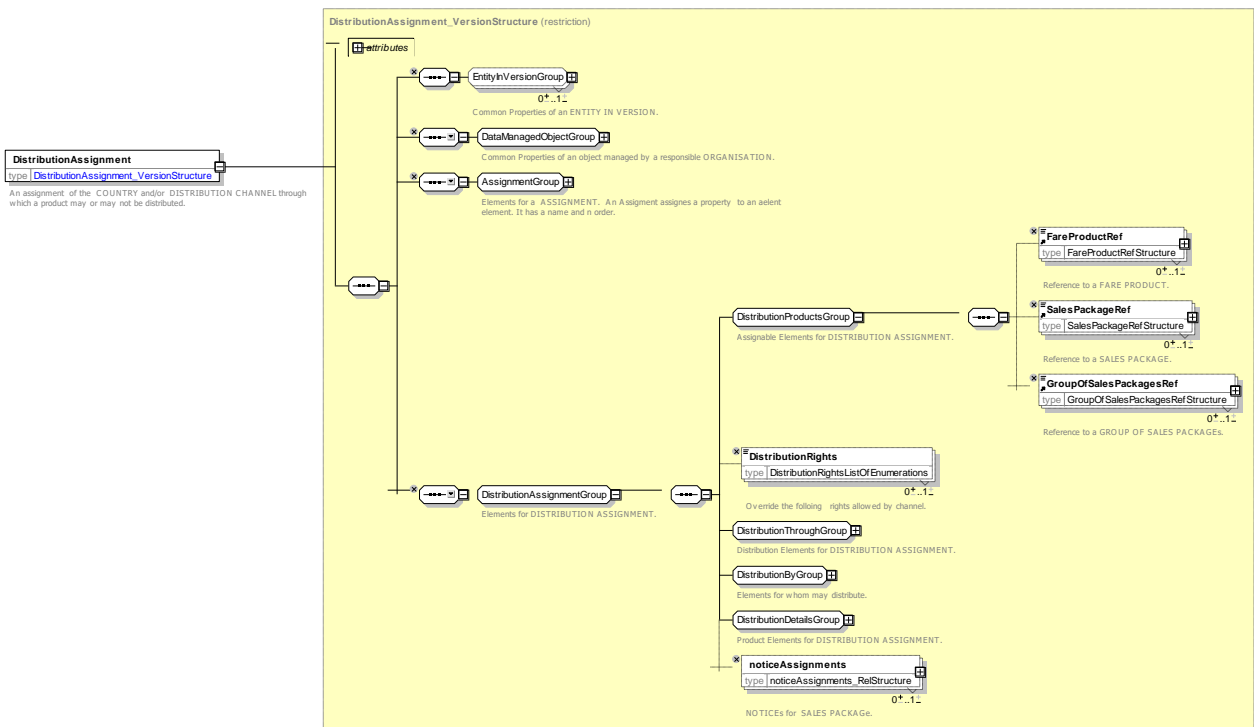 DistributionAssignment_VersionStructure (restriction)
attributes
EntityInVersionGroup
0..1
Common Properties of an ENTITY IN VERSION.
DataManagedObjectGroup
Common Properties of an object managed by a responsible ORGANISATION.
DistributionAssignment
type DistributionAssignment_VersionStructure
An assignment of the COUNTRY and/or DISTRIBUTION CHANNEL through
which a product may or may not be distributed.
AssignmentGroup
Elements for a ASSIGNMENT. An Assigment assignes a property to an aelent
element. It has a name and n order.
FareProductRef
type FareProductRefStructure
0..1
Reference to a FARE PRODUCT.
DistributionProductsGroup
Assignable Elements for DISTRIBUTION ASSIGNMENT.
SalesPackageRef
type SalesPackageRefStructure
0..1
Reference to a SALES PACKAGE.
GroupOfSalesPackagesRef
type GroupOfSalesPackagesRefStructure
0..1
Reference to a GROUP OF SALES PACKAGEs.
DistributionAssignmentGroup
Elements for DISTRIBUTION ASSIGNMENT.
DistributionRights
type DistributionRightsListOfEnumerations
0..1
Override the folloing rights allowed by channel.
DistributionThroughGroup
Distribution Elements for DISTRIBUTION ASSIGNMENT.
DistributionByGroup
Elements for whom may distribute.
DistributionDetailsGroup
Product Elements for DISTRIBUTION ASSIGNMENT.
noticeAssignments
type noticeAssignments_RelStructure
0..1
NOTICEs for SALES PACKAGe.